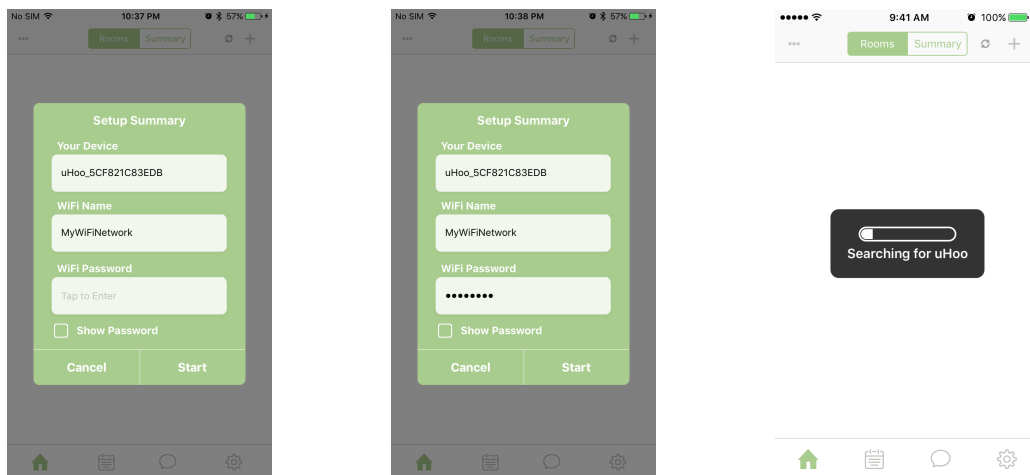 No SIM 10:37 PM 57%
Rooms Summary
Setup Summary
Your Device
uHoo_5CF821C83EDB
WiFi Name
MyWiFiNetwork
WiFi Password
Tap to Enter
Show Password
Cancel Start
No SIM 10:38 PM 57%
Rooms Summary
Setup Summary
Your Device
uHoo_5CF821C83EDB
WiFi Name
MyWiFiNetwork
WiFi Password
••••••••
Show Password
Cancel Start
9:41 AM 100%
Rooms Summary
Searching for uHoo